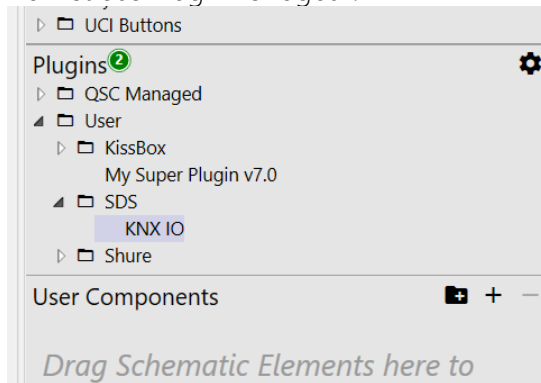 UCI Buttons
Plugins 2
QSC Managed
User
KissBox
My Super Plugin v7.0
SDS
KNX IO
Shure
User Components
Drag Schematic Elements here to